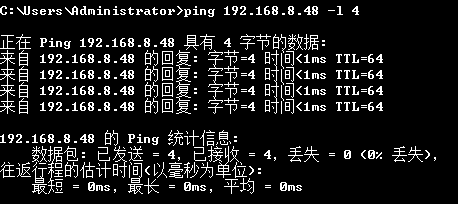 C:\Users\Administrator>ping 192.168.8.48 -l 4
正在 Ping 192.168.8.48 具有 4 字节的数据:
来自 192.168.8.48 的回复: 字节=4 时间<1ms TTL=64
来自 192.168.8.48 的回复: 字节=4 时间<1ms TTL=64
来自 192.168.8.48 的回复: 字节=4 时间<1ms TTL=64
来自 192.168.8.48 的回复: 字节=4 时间<1ms TTL=64
192.168.8.48 的 Ping 统计信息:
数据包: 已发送 = 4, 已接收 = 4, 丢失 = 0 (0% 丢失),
往返行程的估计时间(以毫秒为单位):
最短 = 0ms, 最长 = 0ms, 平均 = 0ms